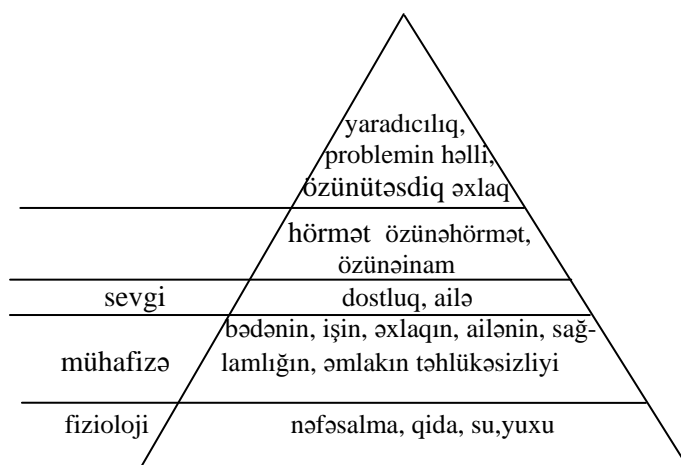 yaradıcılıq,
problemin həlli,
özünütəsdiq əxlaq
hörmət özünəhörmət,
özünəinam
sevgi dostluq, ailə
bədənin, işin, əxlaqın, ailənin, sağ-
mühafizə lamlığın, əmlakın təhlükəsizliyi
fizioloji nəfəsalma, qida, su,yuxu